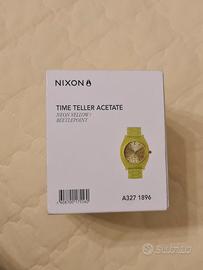 NIXON
TIME TELLER ACETATE
NEON YELLOW /
BEETLEPOINT
A327 1896
subito